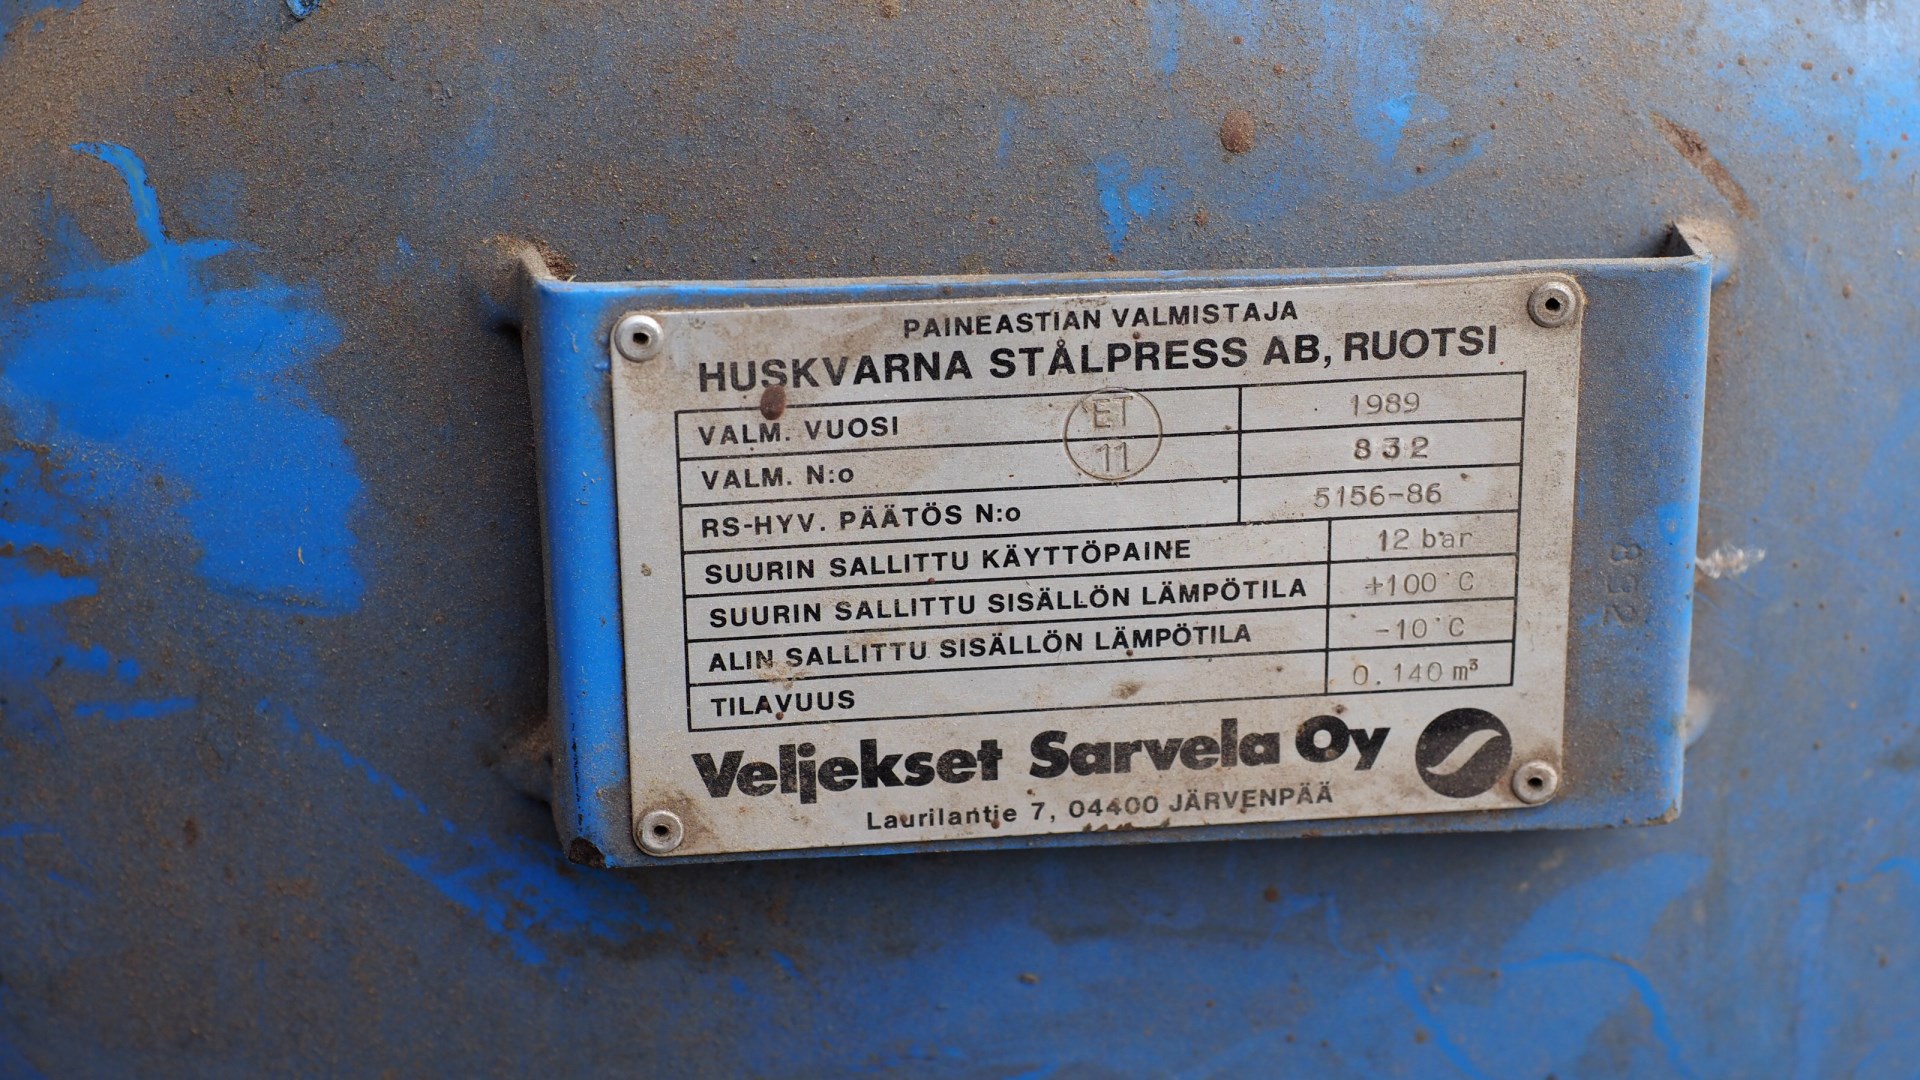 PAINEASTIAN VALMISTAJA
HUSKVARNA STÅLPRESS AB, RUOTSI
VALM. VUOSI 1989
ET
11
VALM. N:o 832
RS-HYV. PÄÄTÖS N:o 5156-86
SUURIN SALLITTU KÄYTTÖPAINE 12 bar
SUURIN SALLITTU SISÄLLÖN LÄMPÖTILA +100°C
ALIN SALLITTU SISÄLLÖN LÄMPÖTILA -10°C
TILAVUUS 0.140 m³
Veljekset Sarvela Oy
Laurilantie 7, 04400 JÄRVENPÄÄ
832